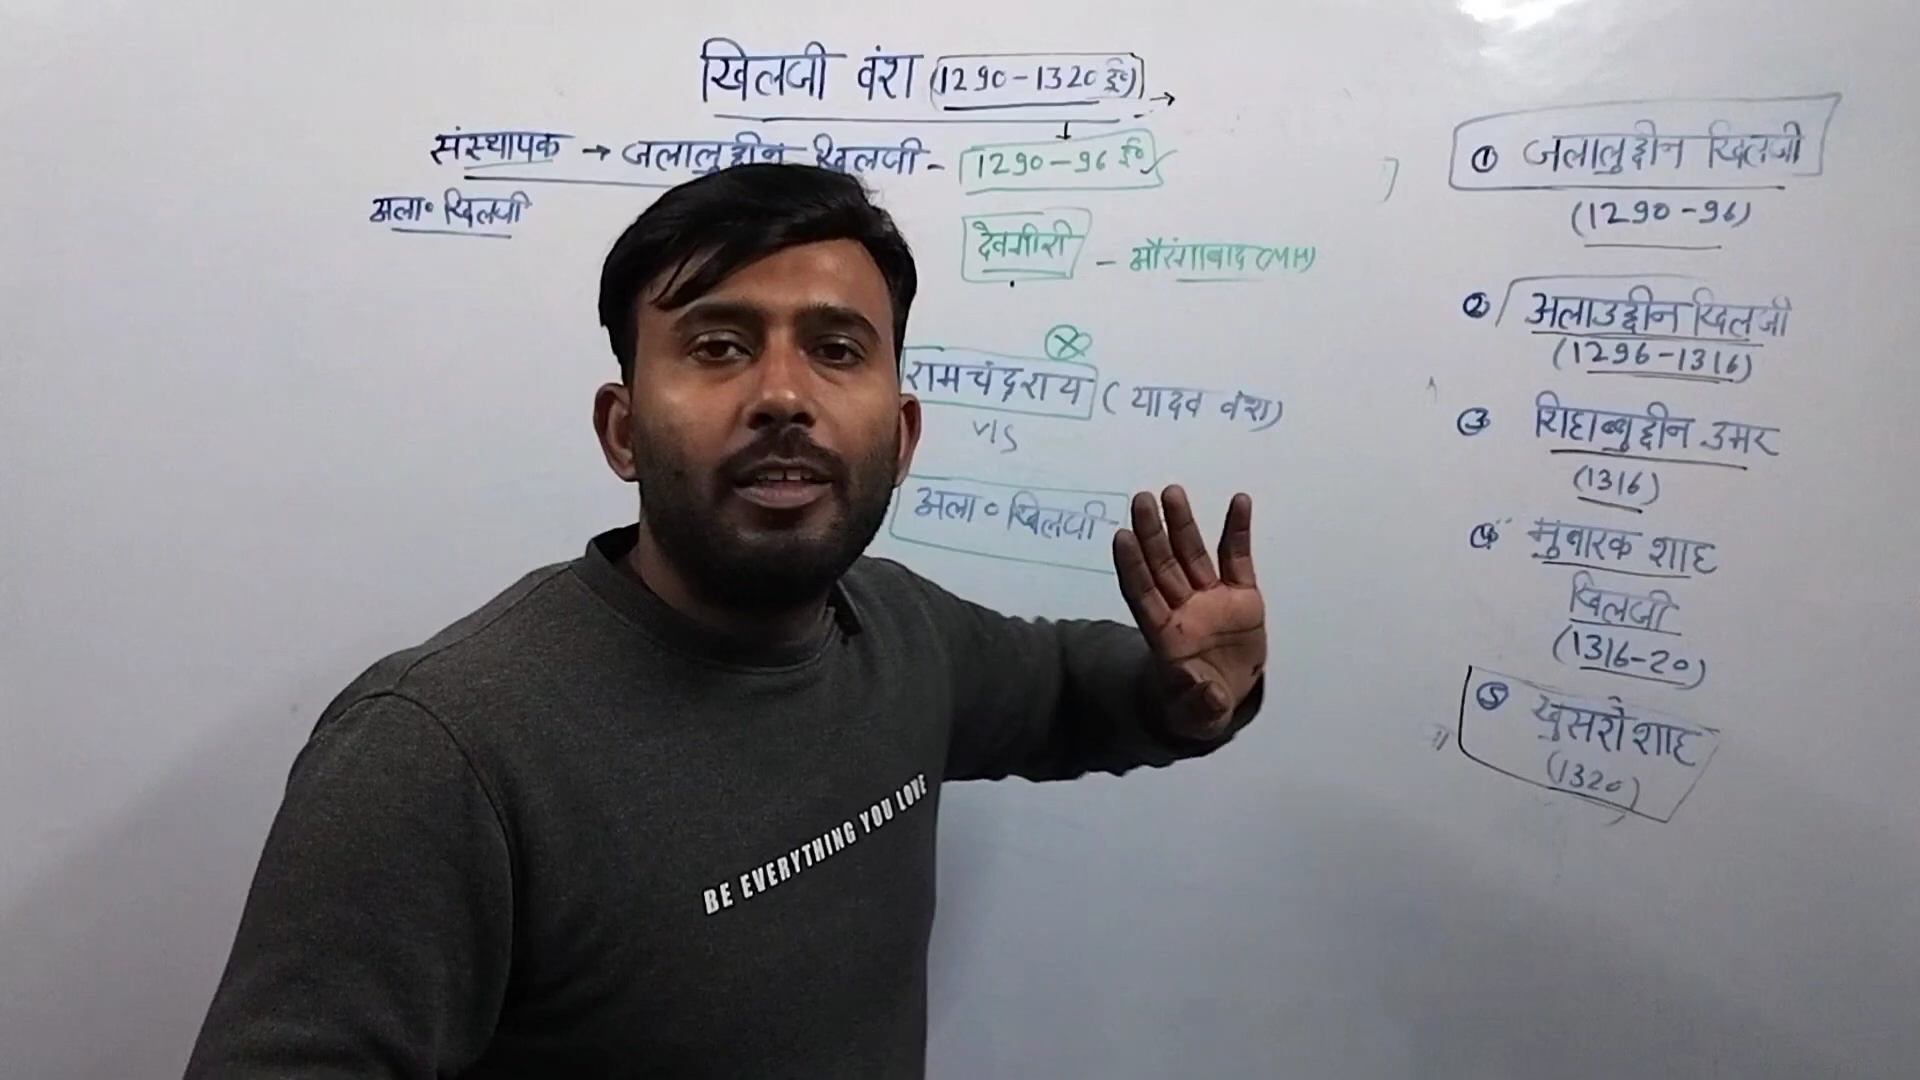 खिलजी वंश (1290-1320 ई०) →
संस्थापक → जलालुद्दीन खिलजी - 1290-96 ई०
अला० खिलजी
देवगीरी - औरंगाबाद (MH)
रामचंद्रराय ( यादव वंश)
V/S
अला० खिलजी
① जलालुद्दीन खिलजी
(1290-96)
② अलाउद्दीन खिलजी
(1296-1316)
③ शिहाब्बुद्दीन उमर
(1316)
④ मुबारक शाह
खिलजी
(1316-20)
⑤ खुसरो शाह
(1320)
BE EVERYTHING YOU LOVE